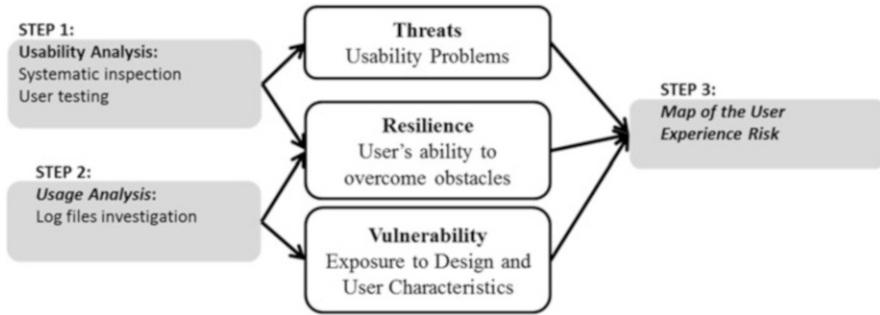 STEP 1:
Usability Analysis:
Systematic inspection
User testing
STEP 2:
Usage Analysis:
Log files investigation
Threats
Usability Problems
Resilience
User's ability to
overcome obstacles
Vulnerability
Exposure to Design and
User Characteristics
STEP 3:
Map of the User
Experience Risk